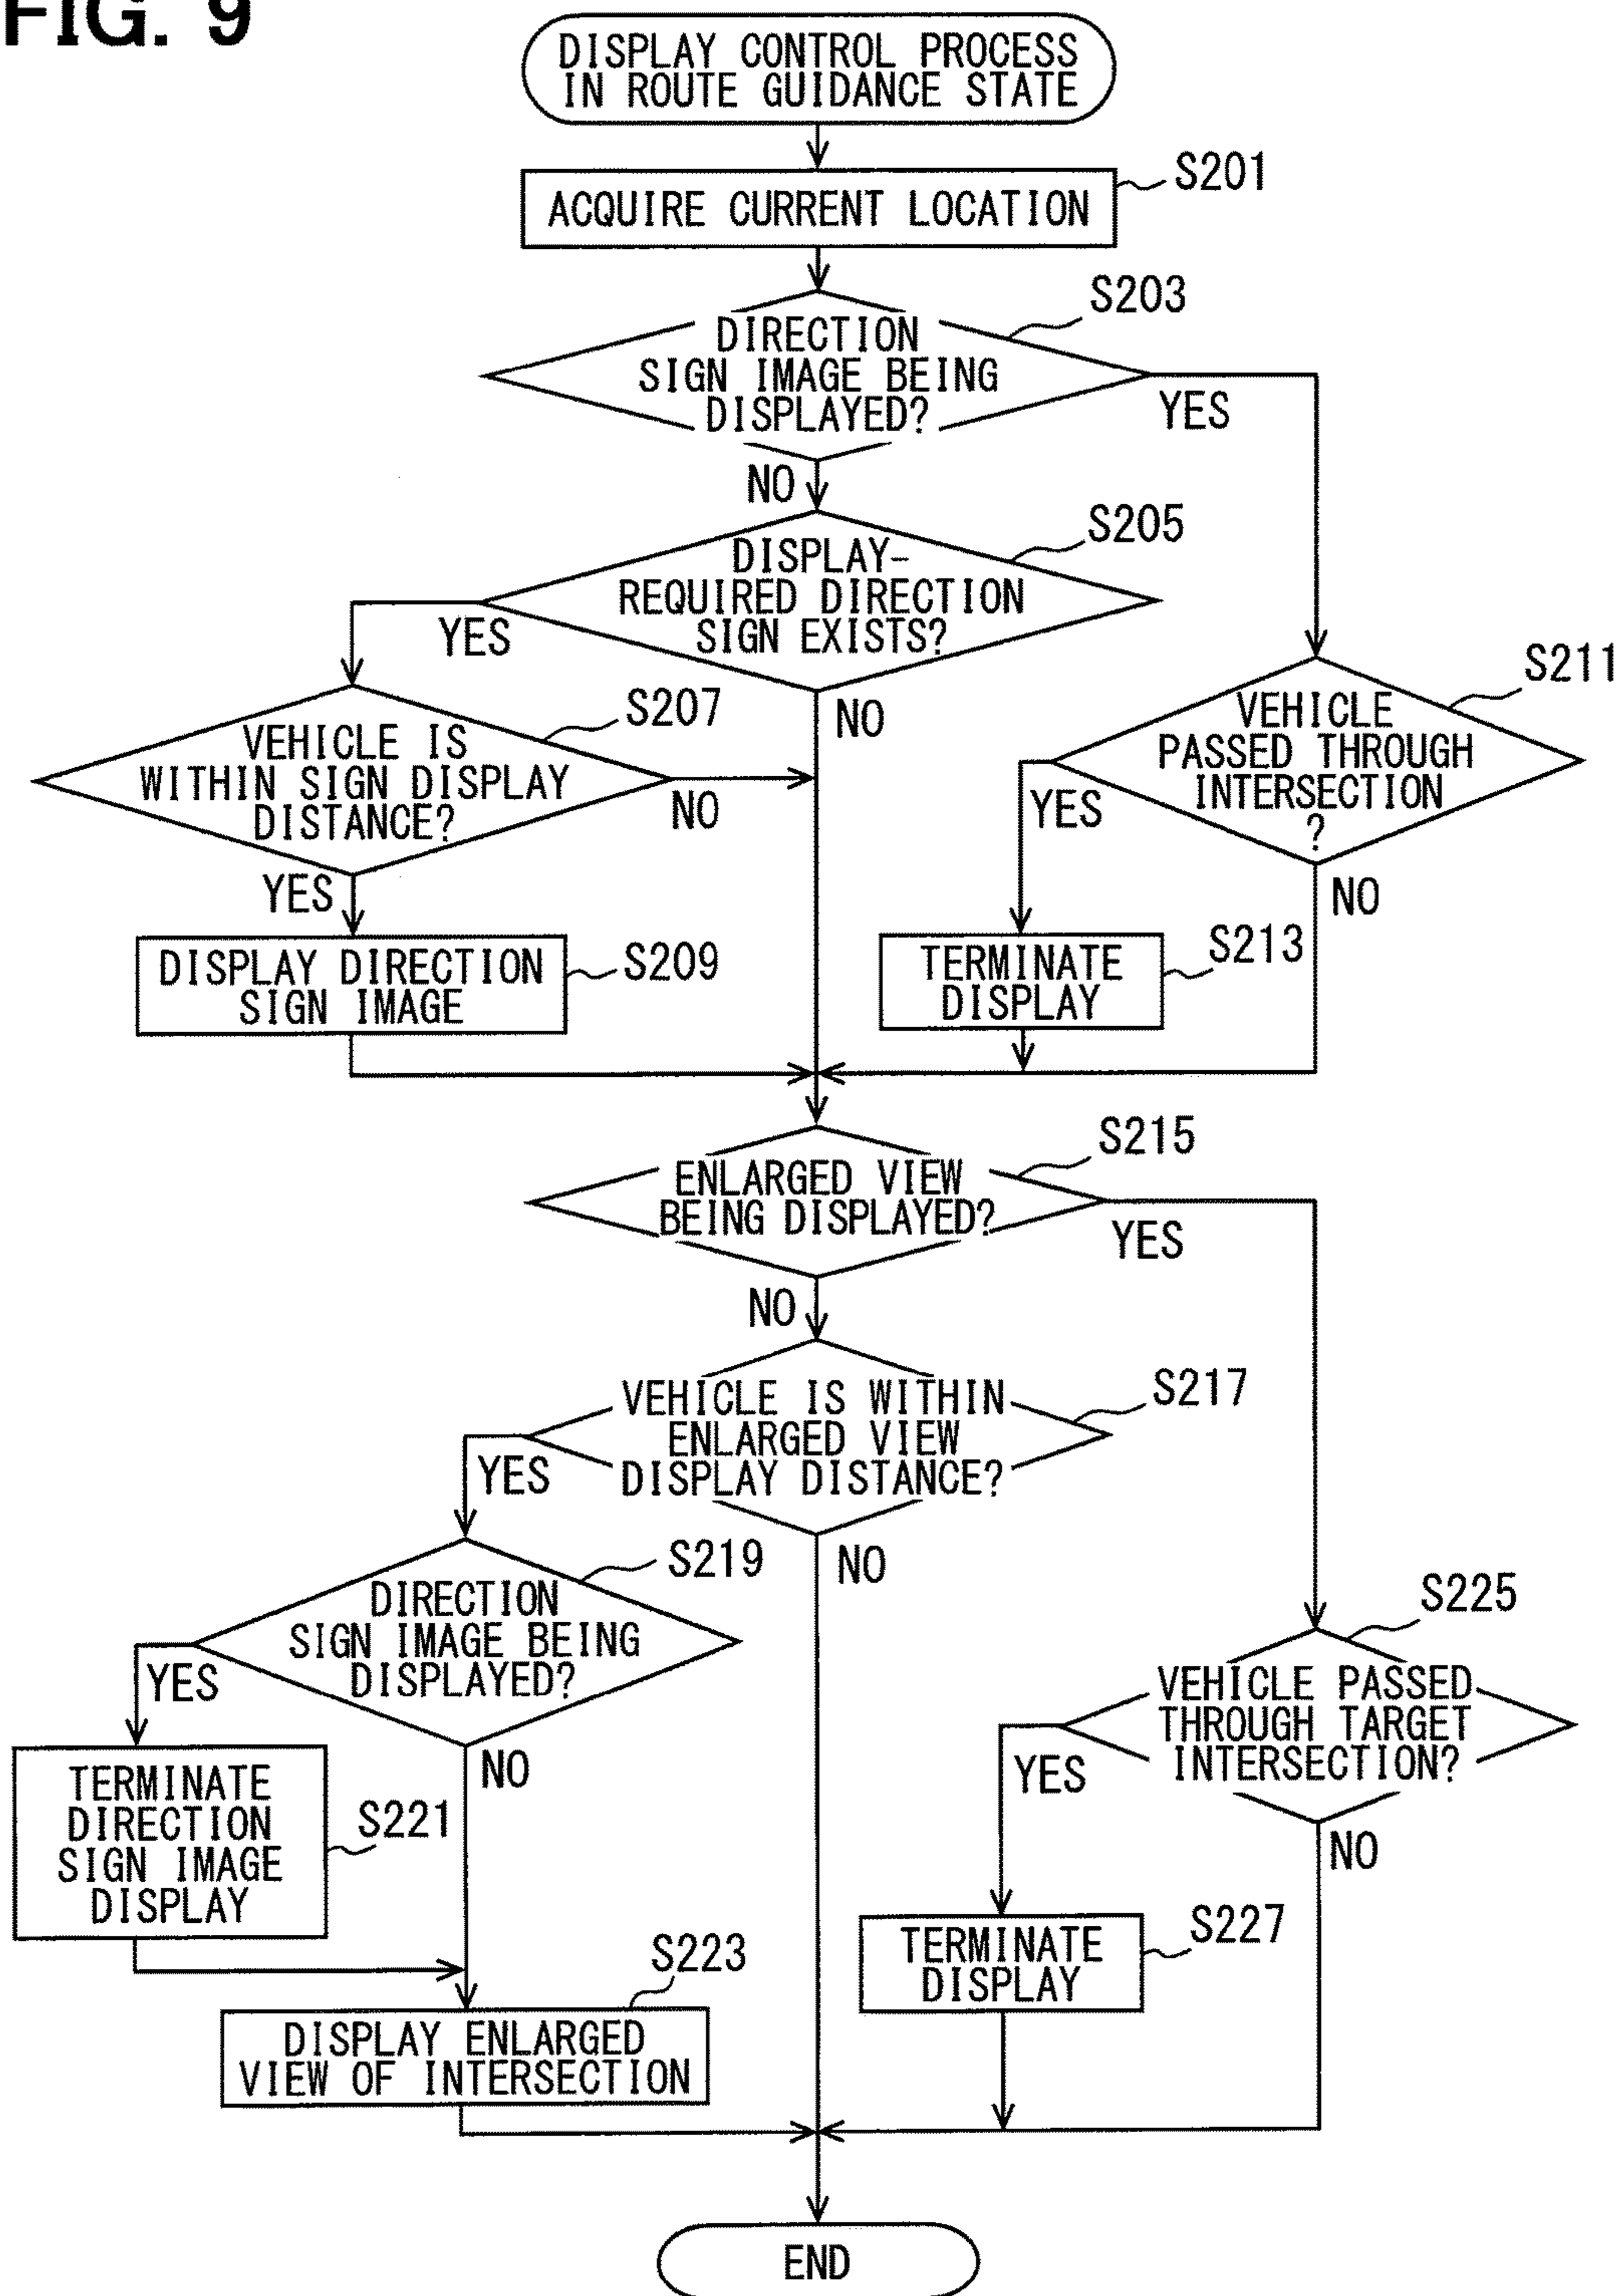 FIG. 9
DISPLAY CONTROL PROCESS
IN ROUTE GUIDANCE STATE
S201
ACQUIRE CURRENT LOCATION
S203
DIRECTION
SIGN IMAGE BEING
DISPLAYED?
YES
NO
S205
DISPLAY-
REQUIRED DIRECTION
SIGN EXISTS?
YES
NO
S207
VEHICLE IS
WITHIN SIGN DISPLAY
DISTANCE?
NO
YES
S211
VEHICLE
PASSED THROUGH
INTERSECTION
?
YES
NO
S209
DISPLAY DIRECTION
SIGN IMAGE
S213
TERMINATE
DISPLAY
S215
ENLARGED VIEW
BEING DISPLAYED?
YES
NO
S217
VEHICLE IS WITHIN
ENLARGED VIEW
DISPLAY DISTANCE?
YES
NO
S219
DIRECTION
SIGN IMAGE BEING
DISPLAYED?
YES
NO
S225
VEHICLE PASSED
THROUGH TARGET
INTERSECTION?
YES
NO
S221
TERMINATE
DIRECTION
SIGN IMAGE
DISPLAY
S227
TERMINATE
DISPLAY
S223
DISPLAY ENLARGED
VIEW OF INTERSECTION
END